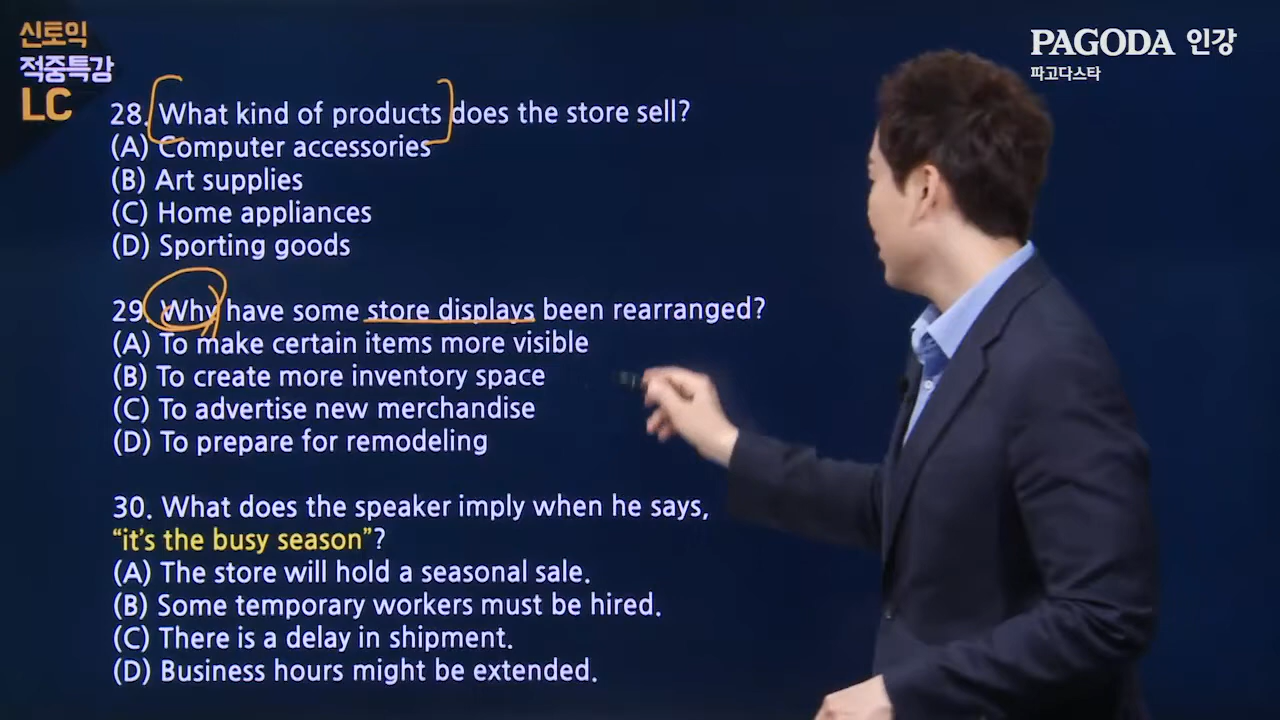 신토익
적중특강
LC
PAGODA 인강
파고다스타
28. What kind of products does the store sell?
(A) Computer accessories
(B) Art supplies
(C) Home appliances
(D) Sporting goods
29. Why have some store displays been rearranged?
(A) To make certain items more visible
(B) To create more inventory space
(C) To advertise new merchandise
(D) To prepare for remodeling
30. What does the speaker imply when he says,
“it’s the busy season”?
(A) The store will hold a seasonal sale.
(B) Some temporary workers must be hired.
(C) There is a delay in shipment.
(D) Business hours might be extended.